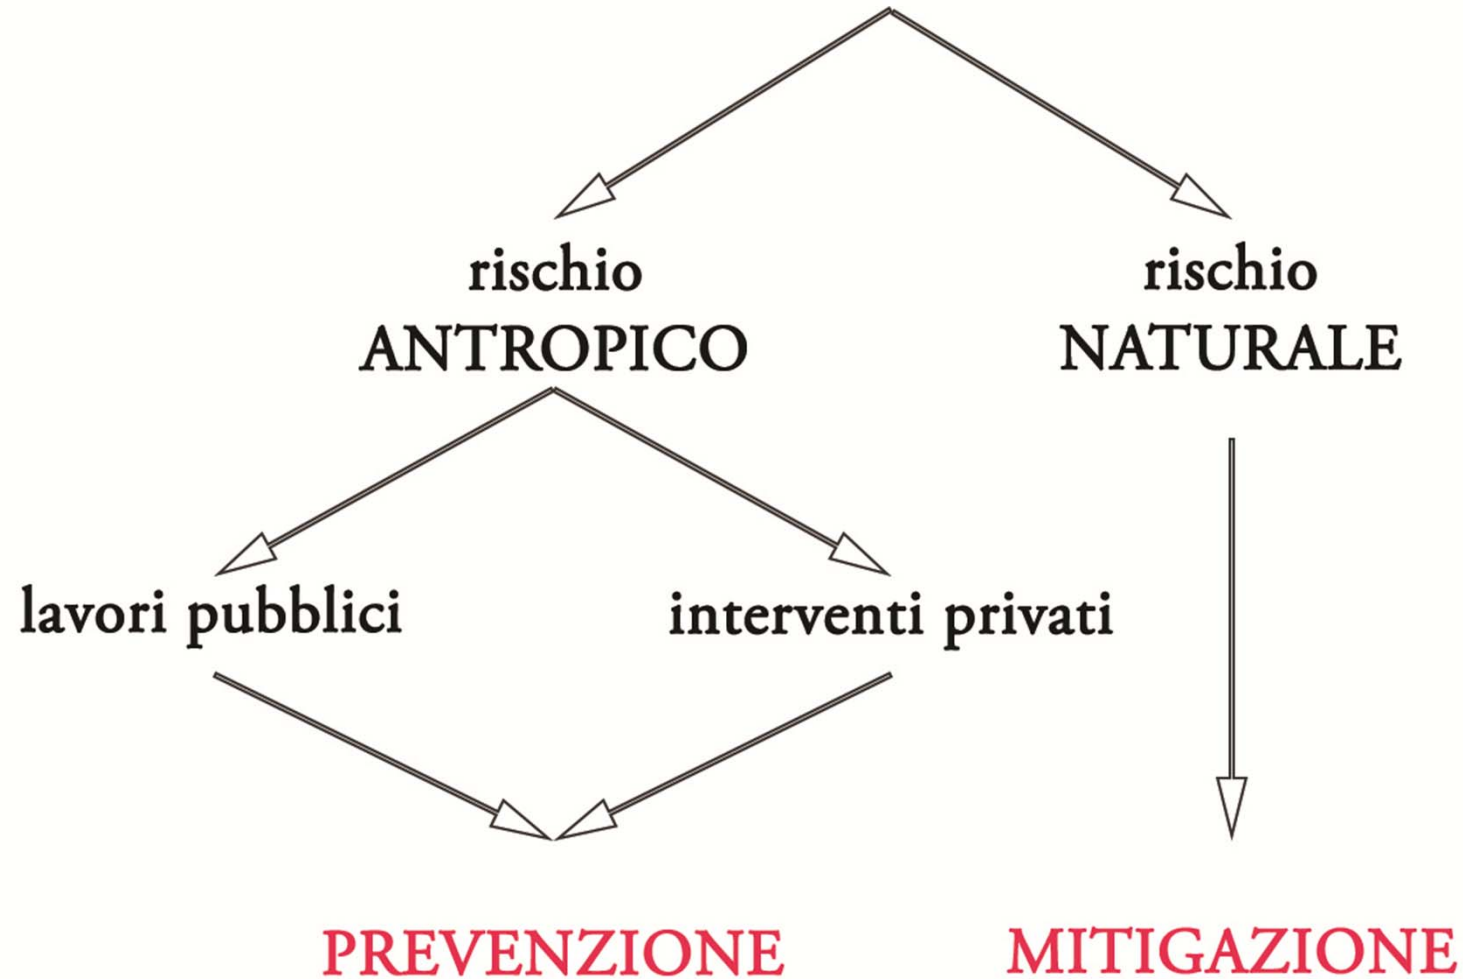 rischio
ANTROPICO
rischio
NATURALE
lavori pubblici
interventi privati
PREVENZIONE
MITIGAZIONE